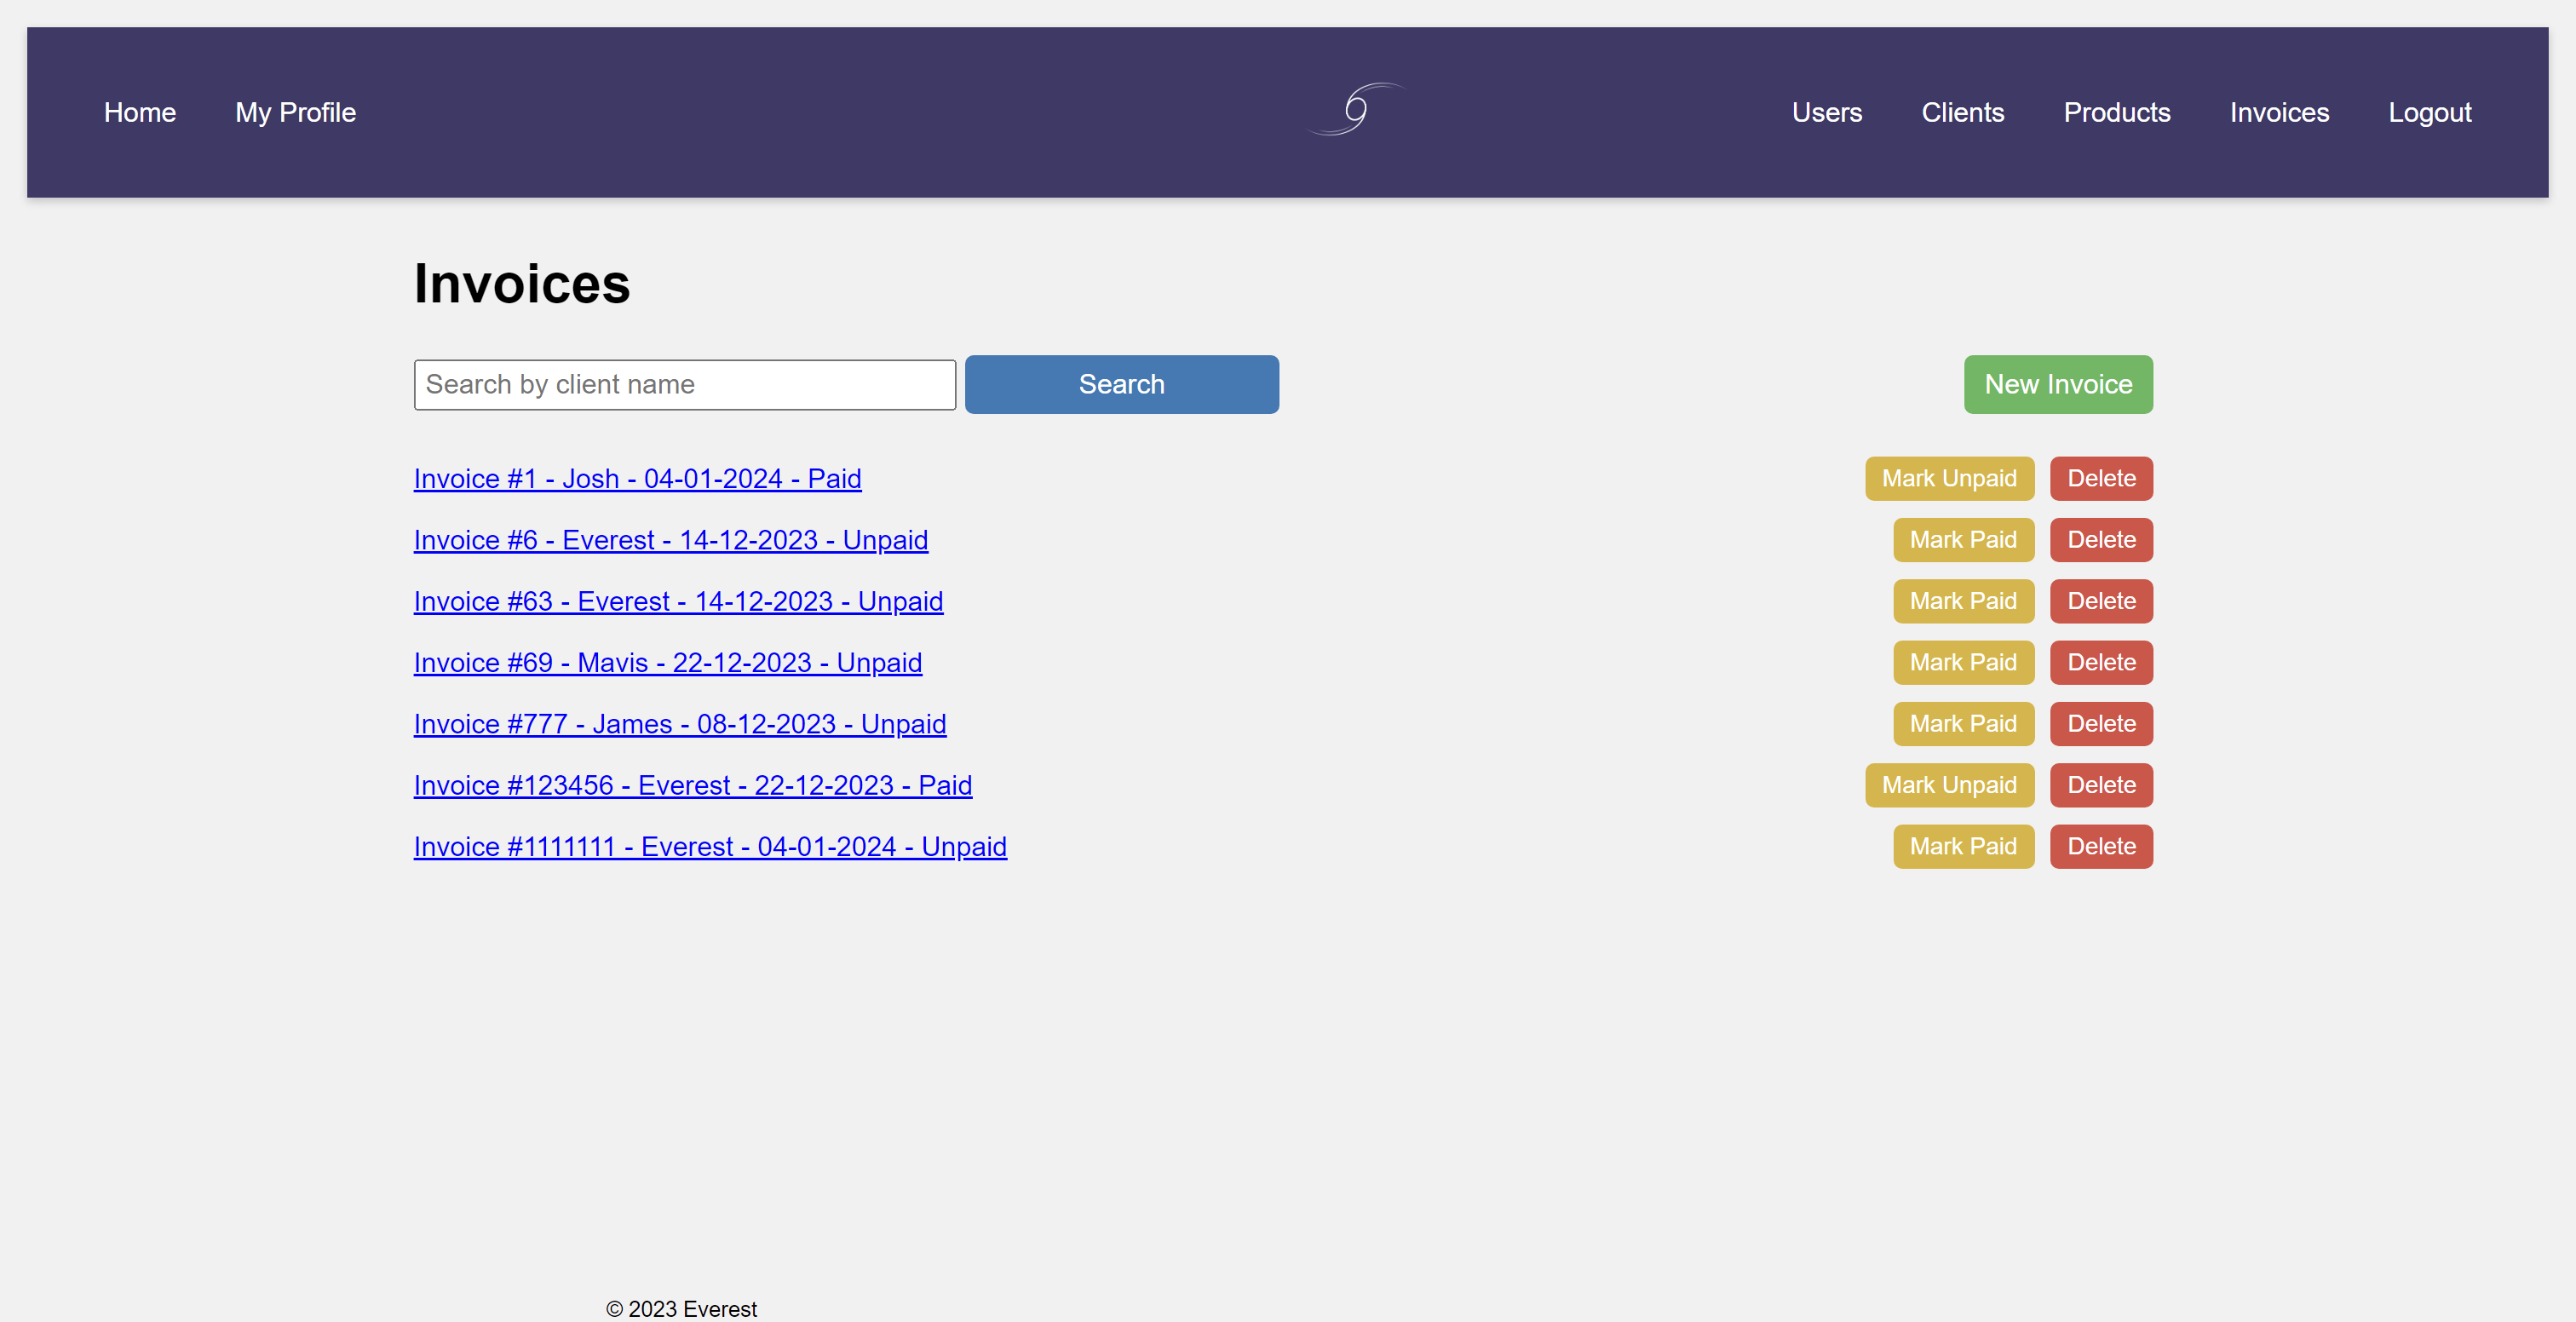 Home My Profile Users Clients Products Invoices Logout
Invoices
Search by client name Search New Invoice
Invoice #1 - Josh - 04-01-2024 - Paid Mark Unpaid Delete
Invoice #6 - Everest - 14-12-2023 - Unpaid Mark Paid Delete
Invoice #63 - Everest - 14-12-2023 - Unpaid Mark Paid Delete
Invoice #69 - Mavis - 22-12-2023 - Unpaid Mark Paid Delete
Invoice #777 - James - 08-12-2023 - Unpaid Mark Paid Delete
Invoice #123456 - Everest - 22-12-2023 - Paid Mark Unpaid Delete
Invoice #1111111 - Everest - 04-01-2024 - Unpaid Mark Paid Delete
© 2023 Everest